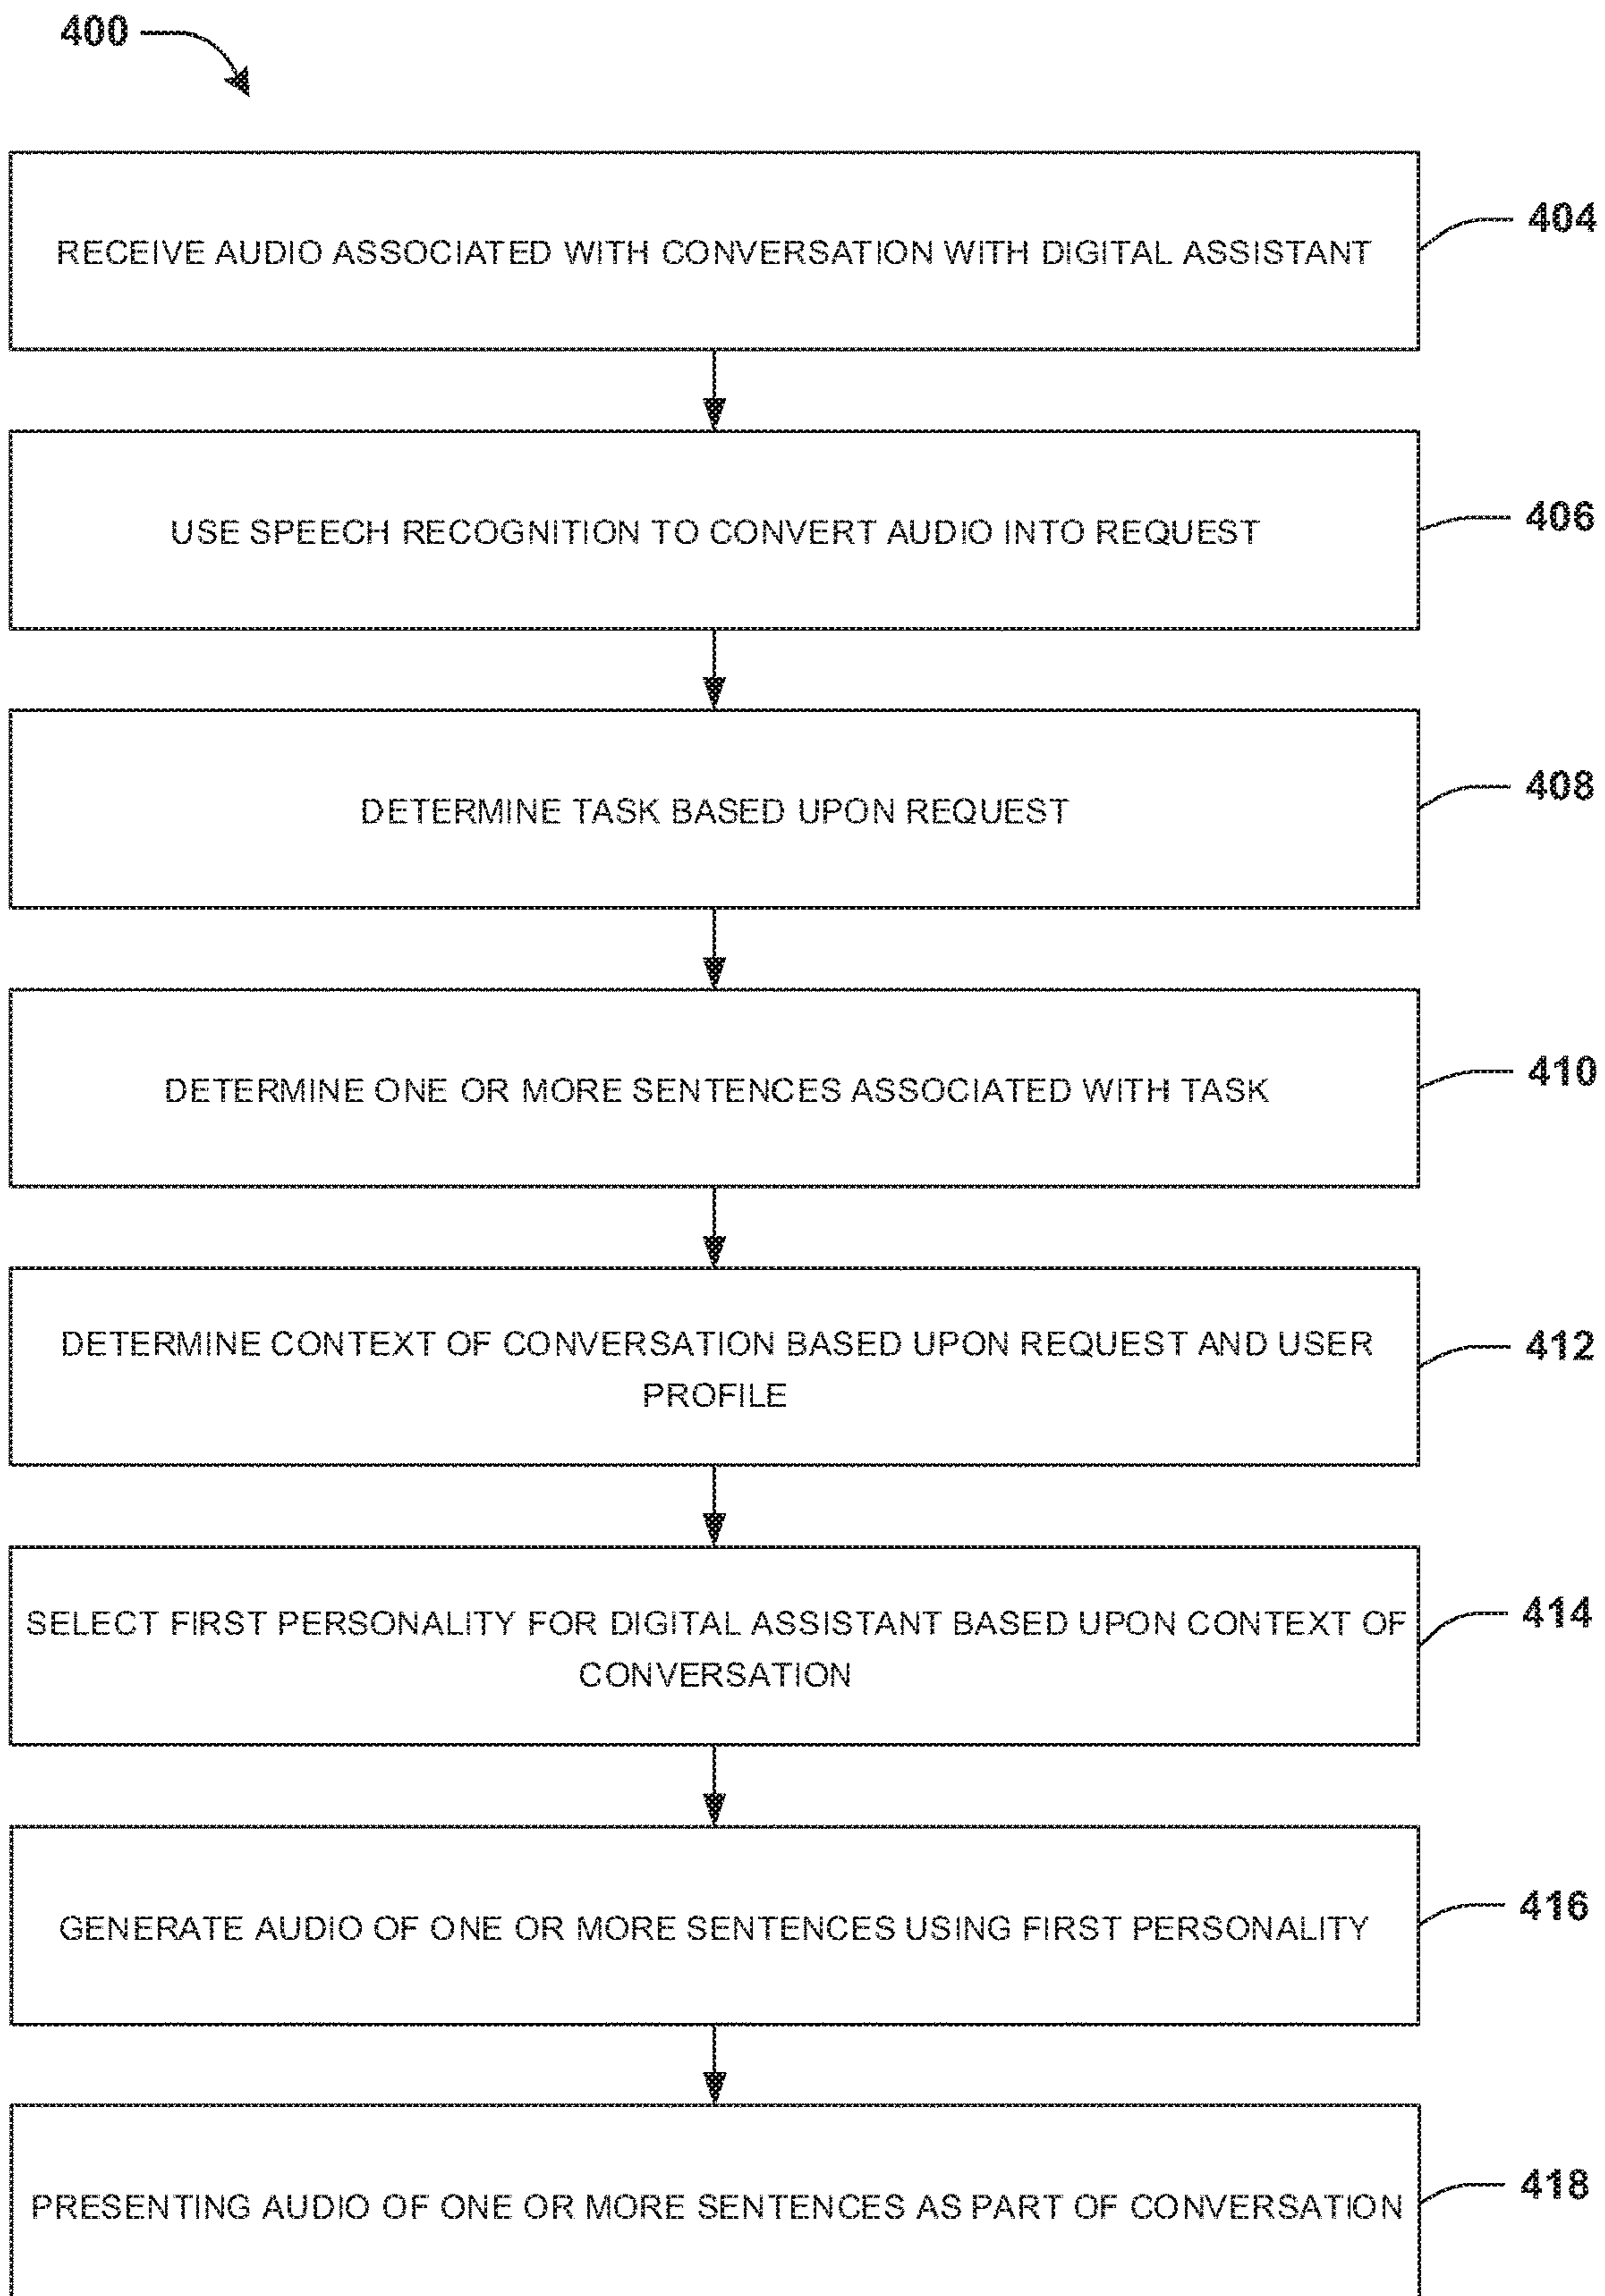 400
RECEIVE AUDIO ASSOCIATED WITH CONVERSATION WITH DIGITAL ASSISTANT
404
USE SPEECH RECOGNITION TO CONVERT AUDIO INTO REQUEST
406
DETERMINE TASK BASED UPON REQUEST
408
DETERMINE ONE OR MORE SENTENCES ASSOCIATED WITH TASK
410
DETERMINE CONTEXT OF CONVERSATION BASED UPON REQUEST AND USER
PROFILE
412
SELECT FIRST PERSONALITY FOR DIGITAL ASSISTANT BASED UPON CONTEXT OF
CONVERSATION
414
GENERATE AUDIO OF ONE OR MORE SENTENCES USING FIRST PERSONALITY
416
PRESENTING AUDIO OF ONE OR MORE SENTENCES AS PART OF CONVERSATION
418